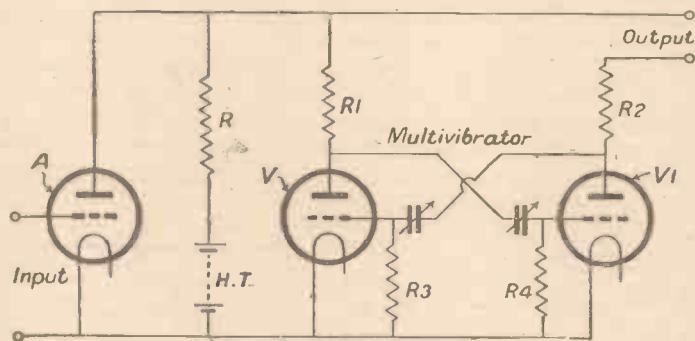 Output
R1
R2
R
Multivibrator
A
V
V1
Input
H.T.
R3
R4